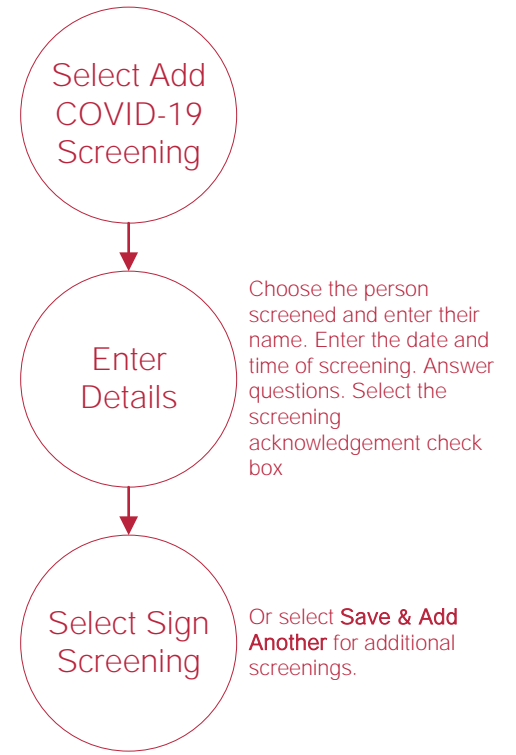 Select Add
COVID-19
Screening
Enter
Details
Choose the person
screened and enter their
name. Enter the date and
time of screening. Answer
questions. Select the
screening
acknowledgement check
box
Select Sign
Screening
Or select Save & Add
Another for additional
screenings.